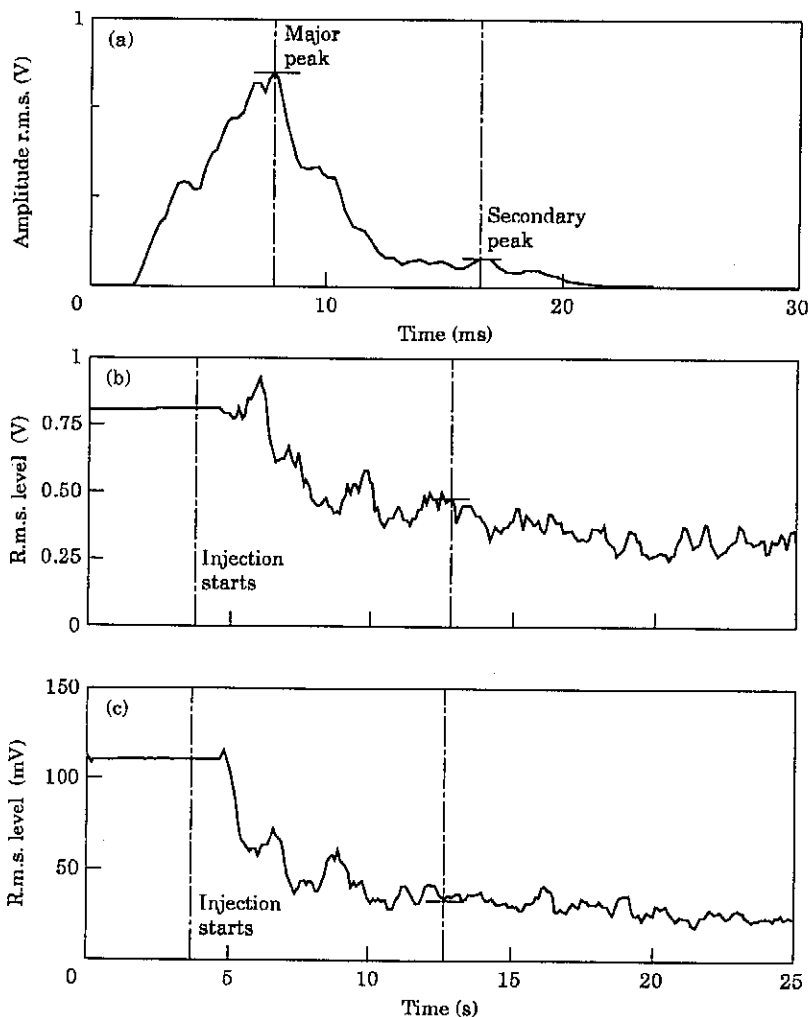 1
(a)
Major
peak
Amplitude r.m.s. (V)
Secondary
peak
0
10
20
30
Time (ms)
1
(b)
0.75
0.50
0.25
0
R.m.s. level (V)
Injection
starts
150
(c)
100
50
0
R.m.s. level (mV)
Injection
starts
5
10
15
20
25
Time (s)